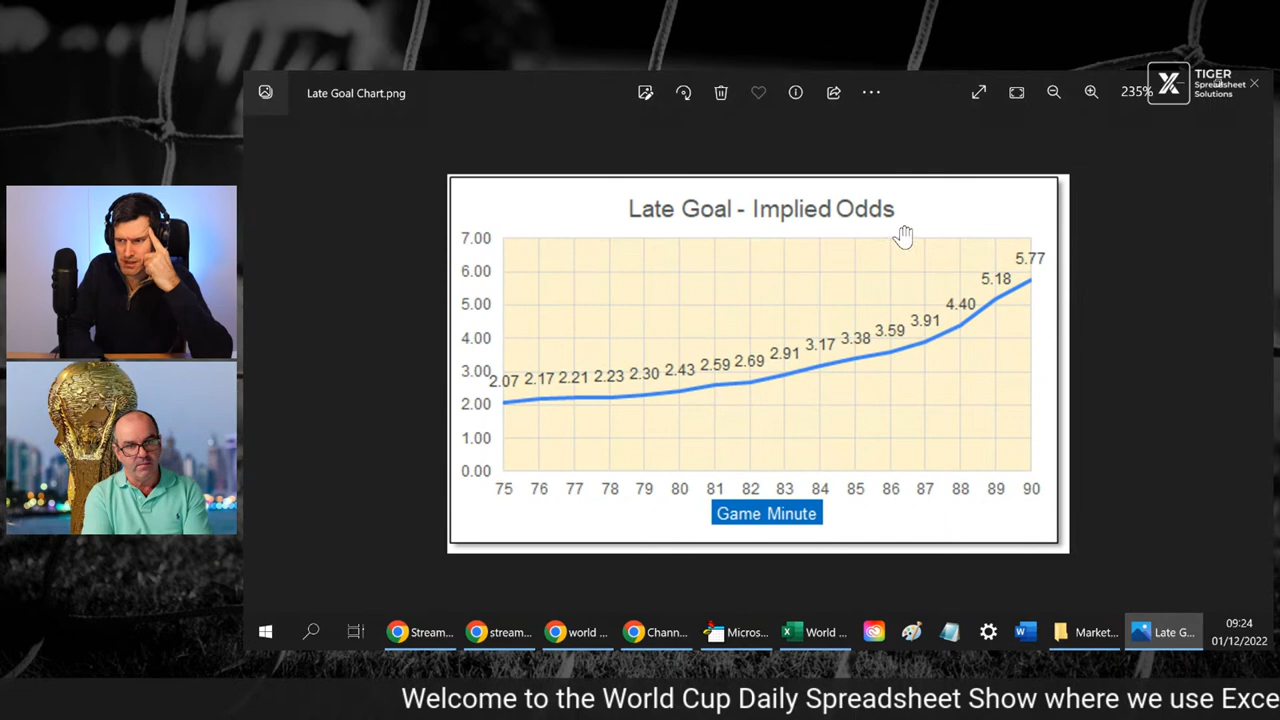 Late Goal Chart.png
235%
TIGER
Spreadsheet
Solutions
Late Goal - Implied Odds
7.00
6.00
5.00
4.00
3.00
2.00
1.00
0.00
2.07 2.17 2.21 2.23 2.30 2.43 2.59 2.69 2.91 3.17 3.38 3.59 3.91 4.40 5.18 5.77
75 76 77 78 79 80 81 82 83 84 85 86 87 88 89 90
Game Minute
Stream... stream... world ... Chann... Micros... World ... Market... Late G...
09:24
01/12/2022
Welcome to the World Cup Daily Spreadsheet Show where we use Exce